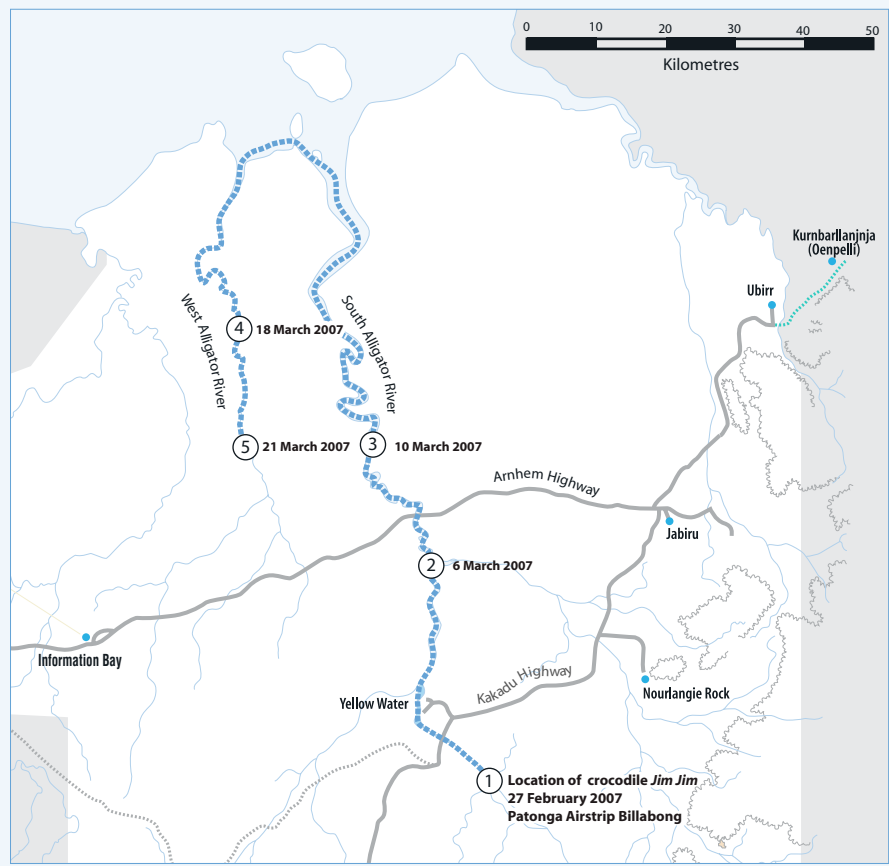 0 10 20 30 40 50
Kilometres
Kurnbarllanjnja
(Oenpelli)
Ubirr
West Alligator River
South Alligator River
4 18 March 2007
5 21 March 2007
3 10 March 2007
Arnhem Highway
Jabiru
2 6 March 2007
Information Bay
Kakadu Highway
Nourlangie Rock
Yellow Water
1 Location of crocodile Jim Jim
27 February 2007
Patonga Airstrip Billabong